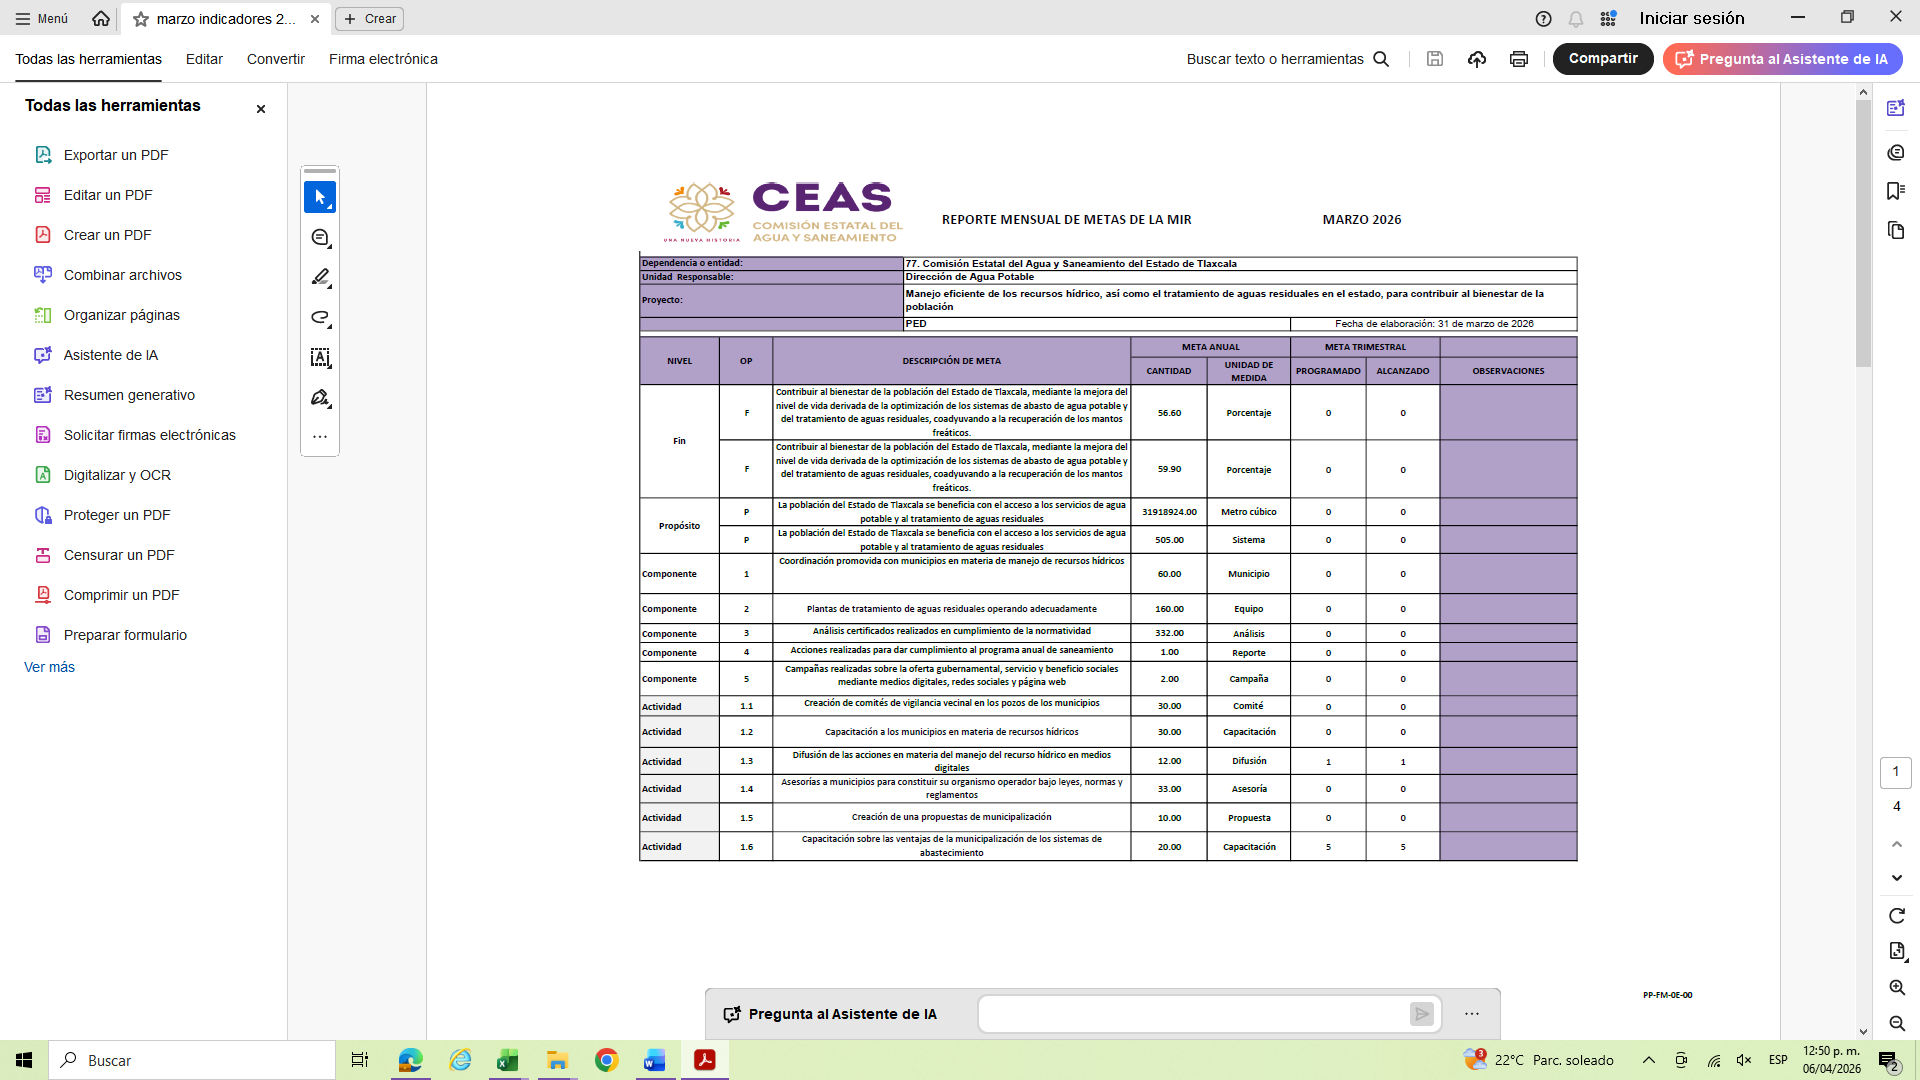 Menú
marzo indicadores 2...
Crear
Iniciar sesión
Todas las herramientas
Editar
Convertir
Firma electrónica
Buscar texto o herramientas
Compartir
Pregunta al Asistente de IA
Todas las herramientas
Exportar un PDF
Editar un PDF
Crear un PDF
Combinar archivos
Organizar páginas
Asistente de IA
Resumen generativo
Solicitar firmas electrónicas
Digitalizar y OCR
Proteger un PDF
Censurar un PDF
Comprimir un PDF
Preparar formulario
Ver más
UNA NUEVA HISTORIA
CEAS
COMISIÓN ESTATAL DEL
AGUA Y SANEAMIENTO
REPORTE MENSUAL DE METAS DE LA MIR MARZO 2026
Dependencia o entidad: 77. Comisión Estatal del Agua y Saneamiento del Estado de Tlaxcala
Unidad Responsable: Dirección de Agua Potable
Proyecto: Manejo eficiente de los recursos hídrico, así como el tratamiento de aguas residuales en el estado, para contribuir al bienestar de la
población
PED Fecha de elaboración: 31 de marzo de 2026
NIVEL OP DESCRIPCIÓN DE META META ANUAL META TRIMESTRAL
CANTIDAD UNIDAD DE MEDIDA PROGRAMADO ALCANZADO OBSERVACIONES
Fin
F Contribuir al bienestar de la población del Estado de Tlaxcala, mediante la mejora del
nivel de vida derivada de la optimización de los sistemas de abasto de agua potable y
del tratamiento de aguas residuales, coadyuvando a la recuperación de los mantos
freáticos. 56.60 Porcentaje 0 0
F Contribuir al bienestar de la población del Estado de Tlaxcala, mediante la mejora del
nivel de vida derivada de la optimización de los sistemas de abasto de agua potable y
del tratamiento de aguas residuales, coadyuvando a la recuperación de los mantos
freáticos. 59.90 Porcentaje 0 0
Propósito
P La población del Estado de Tlaxcala se beneficia con el acceso a los servicios de agua
potable y al tratamiento de aguas residuales 31918924.00 Metro cúbico 0 0
P La población del Estado de Tlaxcala se beneficia con el acceso a los servicios de agua
potable y al tratamiento de aguas residuales 505.00 Sistema 0 0
Componente 1 Coordinación promovida con municipios en materia de manejo de recursos hídricos 60.00 Municipio 0 0
Componente 2 Plantas de tratamiento de aguas residuales operando adecuadamente 160.00 Equipo 0 0
Componente 3 Análisis certificados realizados en cumplimiento de la normatividad 332.00 Análisis 0 0
Componente 4 Acciones realizadas para dar cumplimiento al programa anual de saneamiento 1.00 Reporte 0 0
Componente 5 Campañas realizadas sobre la oferta gubernamental, servicio y beneficio sociales
mediante medios digitales, redes sociales y página web 2.00 Campaña 0 0
Actividad 1.1 Creación de comités de vigilancia vecinal en los pozos de los municipios 30.00 Comité 0 0
Actividad 1.2 Capacitación a los municipios en materia de recursos hídricos 30.00 Capacitación 0 0
Actividad 1.3 Difusión de las acciones en materia del manejo del recurso hídrico en medios
digitales 12.00 Difusión 1 1
Actividad 1.4 Asesorías a municipios para constituir su organismo operador bajo leyes, normas y
reglamentos 33.00 Asesoría 0 0
Actividad 1.5 Creación de una propuestas de municipalización 10.00 Propuesta 0 0
Actividad 1.6 Capacitación sobre las ventajas de la municipalización de los sistemas de
abastecimiento 20.00 Capacitación 5 5
PP-FM-0E-00
1
4
Pregunta al Asistente de IA
Buscar
3
22°C Parc. soleado
ESP
12:50 p. m.
06/04/2026
2